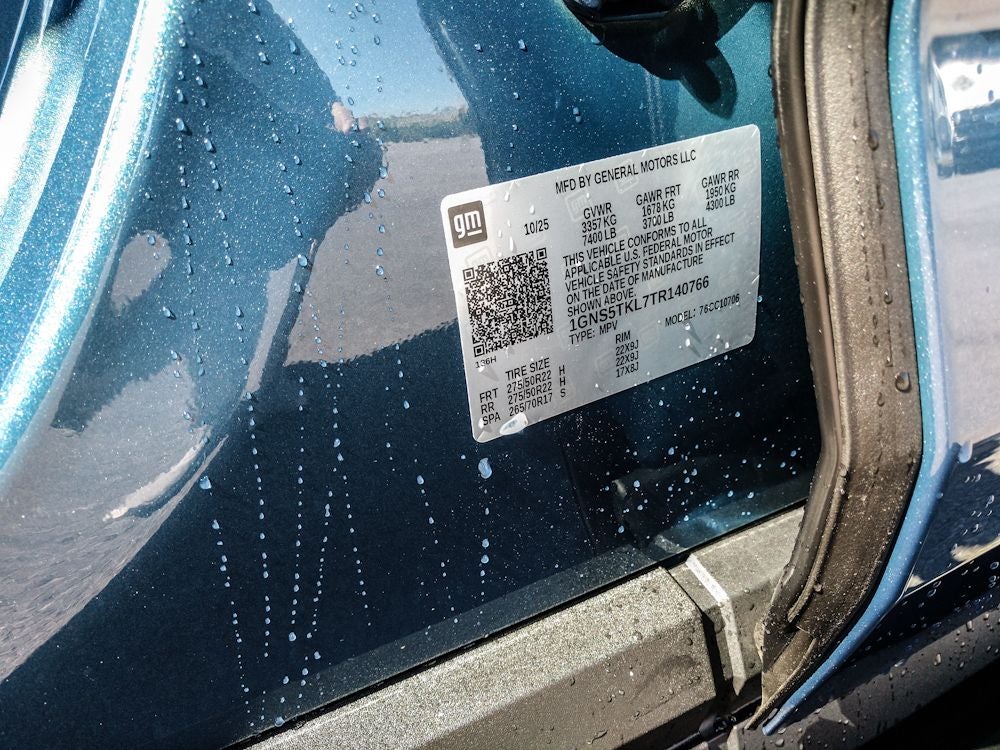 MFD BY GENERAL MOTORS LLC
gm
10/25
GVWR GAWR FRT GAWR RR
3357 KG 1678 KG 1950 KG
7400 LB 3700 LB 4300 LB
THIS VEHICLE CONFORMS TO ALL
APPLICABLE U.S. FEDERAL MOTOR
VEHICLE SAFETY STANDARDS IN EFFECT
ON THE DATE OF MANUFACTURE
SHOWN ABOVE.
1GNS5TKL7TR140766
TYPE: MPV MODEL: 76CC10706
136H
TIRE SIZE RIM
FRT 275/50R22 H 22X9J
RR 275/50R22 H 22X9J
SPA 265/70R17 S 17X8J